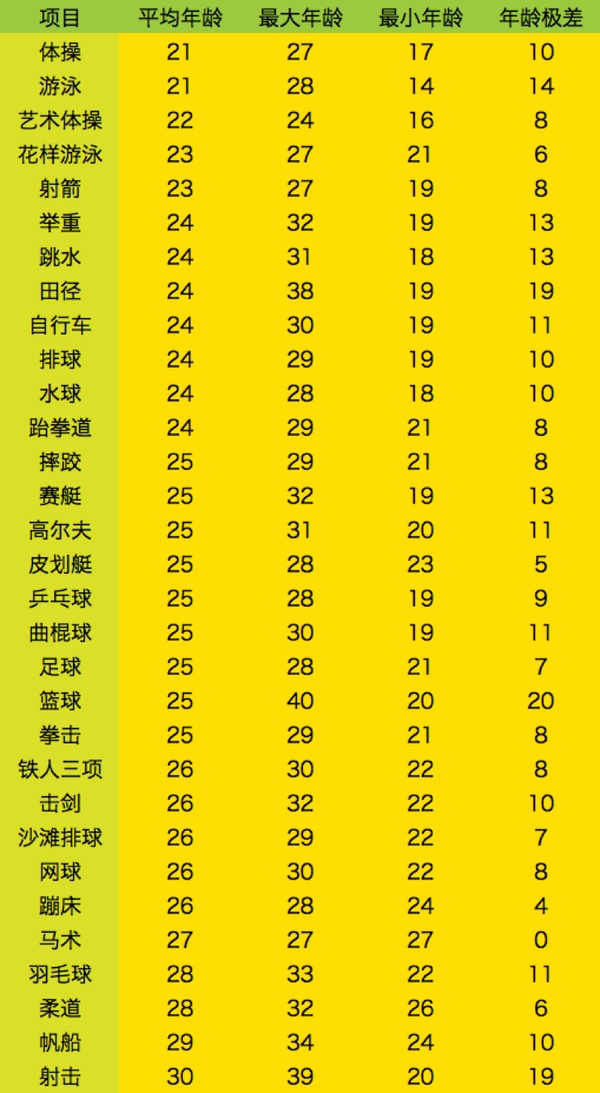 项目 平均年龄 最大年龄 最小年龄 年龄极差
体操 21 27 17 10
游泳 21 28 14 14
艺术体操 22 24 16 8
花样游泳 23 27 21 6
射箭 23 27 19 8
举重 24 32 19 13
跳水 24 31 18 13
田径 24 38 19 19
自行车 24 30 19 11
排球 24 29 19 10
水球 24 28 18 10
跆拳道 24 29 21 8
摔跤 25 29 21 8
赛艇 25 32 19 13
高尔夫 25 31 20 11
皮划艇 25 28 23 5
乒乓球 25 28 19 9
曲棍球 25 30 19 11
足球 25 28 21 7
篮球 25 40 20 20
拳击 25 29 21 8
铁人三项 26 30 22 8
击剑 26 32 22 10
沙滩排球 26 29 22 7
网球 26 30 22 8
蹦床 26 28 24 4
马术 27 27 27 0
羽毛球 28 33 22 11
柔道 28 32 26 6
帆船 29 34 24 10
射击 30 39 20 19